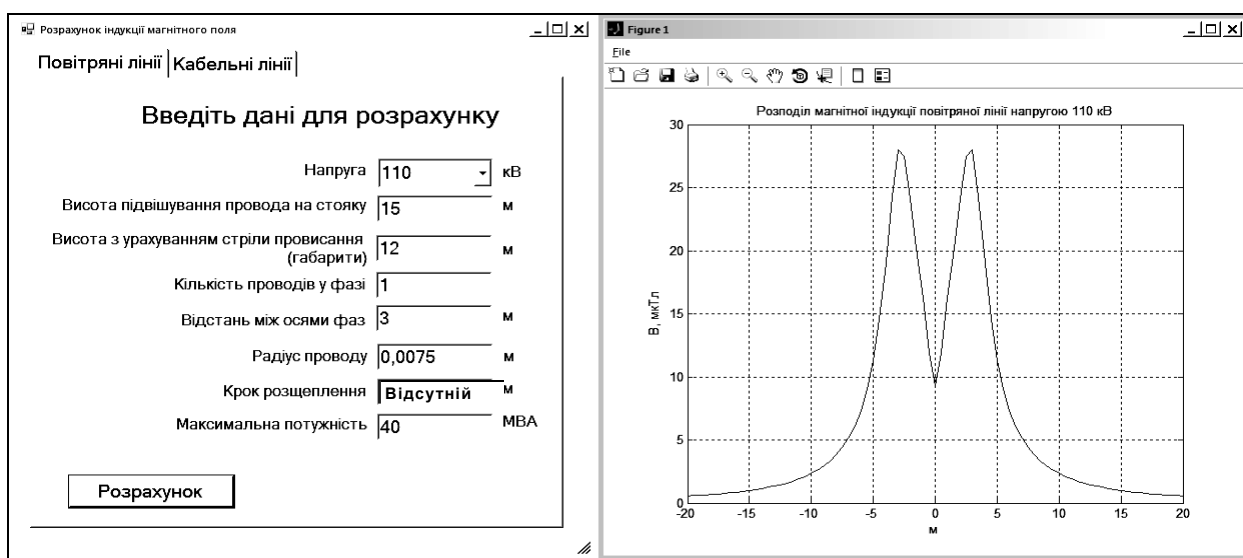 Розрахунок індукції магнітного поля
Повітряні лінії
Кабельні лінії
Введіть дані для розрахунку
Напруга 110 кВ
Висота підвішування провода на стояку 15 м
Висота з урахуванням стріли провисання
(габарити) 12 м
Кількість проводів у фазі 1
Відстань між осями фаз 3 м
Радіус проводу 0,0075 м
Крок розщеплення Відсутній м
Максимальна потужність 40 МВА
Розрахунок
Figure 1
File
Розподіл магнітної індукції повітряної лінії напругою 110 кВ
30
25
20
15
10
5
0
В, мкТл
-20 -15 -10 -5 0 5 10 15 20
м